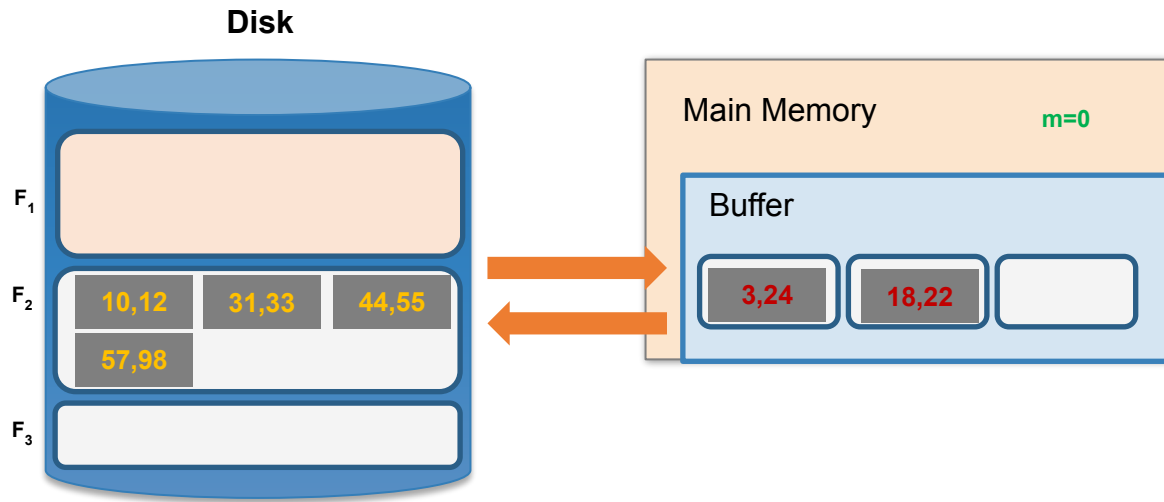 Disk
Main Memory
m=0
F1
Buffer
F2
10,12
31,33
44,55
3,24
18,22
57,98
F3